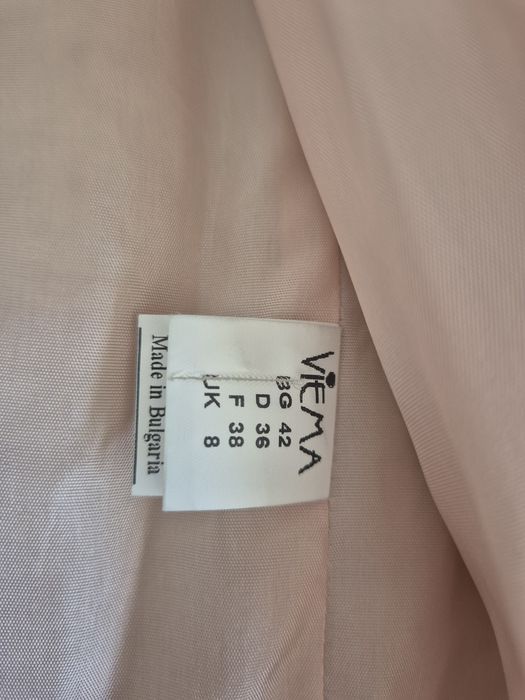 ViEMA
BG 42
D 36
F 38
UK 8
Made in Bulgaria